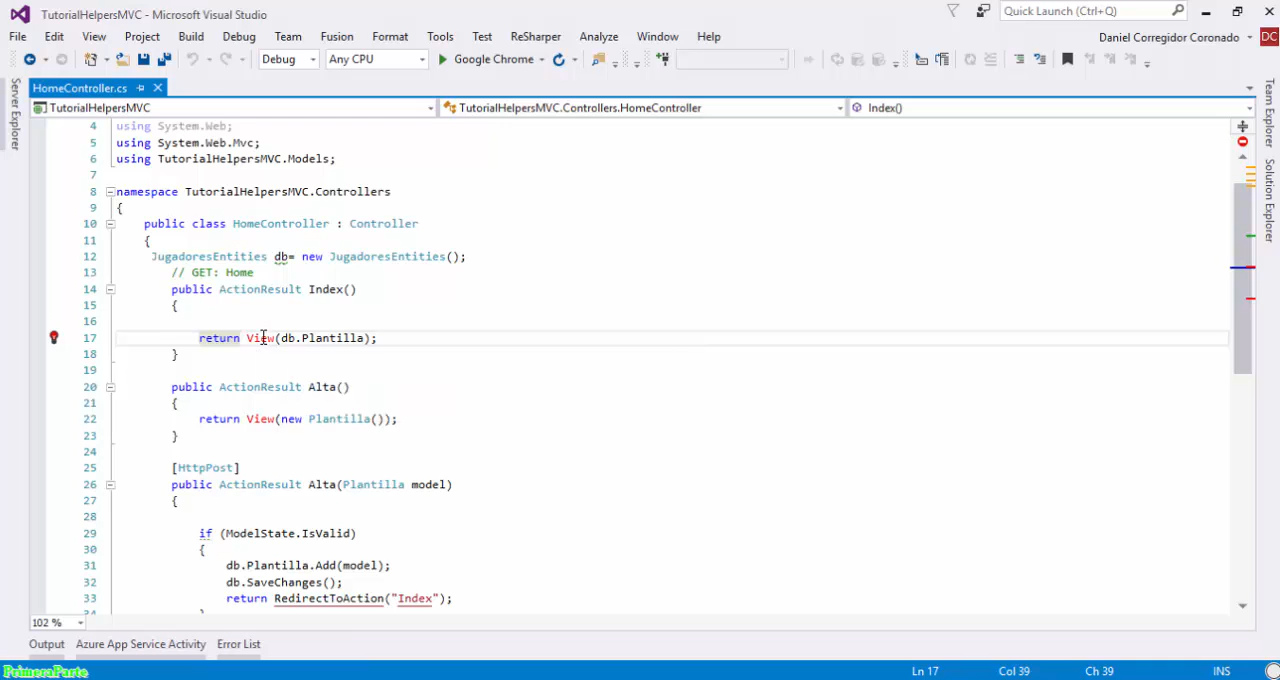 TutorialHelpersMVC - Microsoft Visual Studio
Quick Launch (Ctrl+Q)
File Edit View Project Build Debug Team Fusion Format Tools Test ReSharper Analyze Window Help
Daniel Corregidor Coronado DC
Debug Any CPU Google Chrome
Server Explorer
HomeController.cs
TutorialHelpersMVC TutorialHelpersMVC.Controllers.HomeController Index()
Team Explorer
Solution Explorer
4 using System.Web;
5 using System.Web.Mvc;
6 using TutorialHelpersMVC.Models;
7
8 namespace TutorialHelpersMVC.Controllers
9 {
10 public class HomeController : Controller
11 {
12 JugadoresEntities db= new JugadoresEntities();
13 // GET: Home
14 public ActionResult Index()
15 {
16
17 return View(db.Plantilla);
18 }
19
20 public ActionResult Alta()
21 {
22 return View(new Plantilla());
23 }
24
25 [HttpPost]
26 public ActionResult Alta(Plantilla model)
27 {
28
29 if (ModelState.IsValid)
30 {
31 db.Plantilla.Add(model);
32 db.SaveChanges();
33 return RedirectToAction("Index");
102 %
Output Azure App Service Activity Error List
PrimeraParte
Ln 17 Col 39 Ch 39 INS